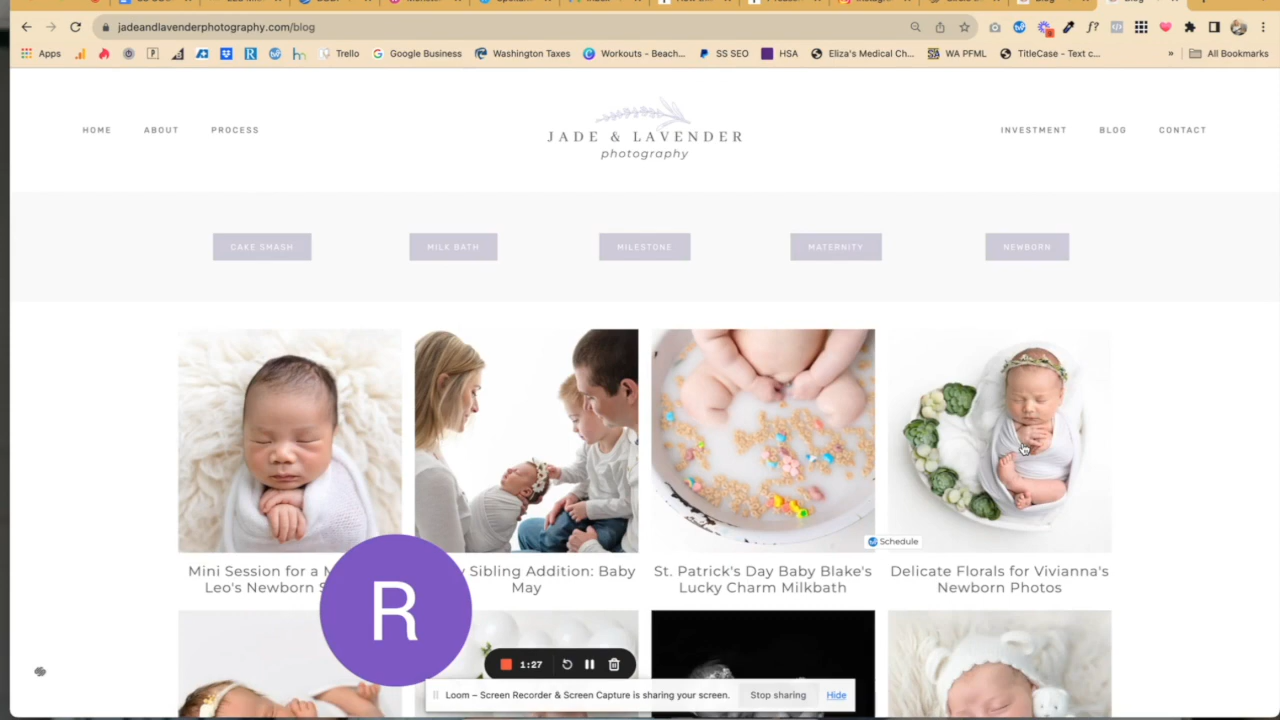 jadeandlavenderphotography.com/blog
Apps
Trello
Google Business
Washington Taxes
Workouts - Beach...
SS SEO
HSA
Eliza's Medical Ch...
WA PFML
TitleCase - Text c...
»
All Bookmarks
HOME
ABOUT
PROCESS
JADE & LAVENDER
photography
INVESTMENT
BLOG
CONTACT
CAKE SMASH
MILK BATH
MILESTONE
MATERNITY
NEWBORN
Schedule
Mini Session for a
Leo's Newborn
Sibling Addition: Baby
May
St. Patrick's Day Baby Blake's
Lucky Charm Milkbath
Delicate Florals for Vivianna's
Newborn Photos
R
1:27
Loom – Screen Recorder & Screen Capture is sharing your screen.
Stop sharing
Hide